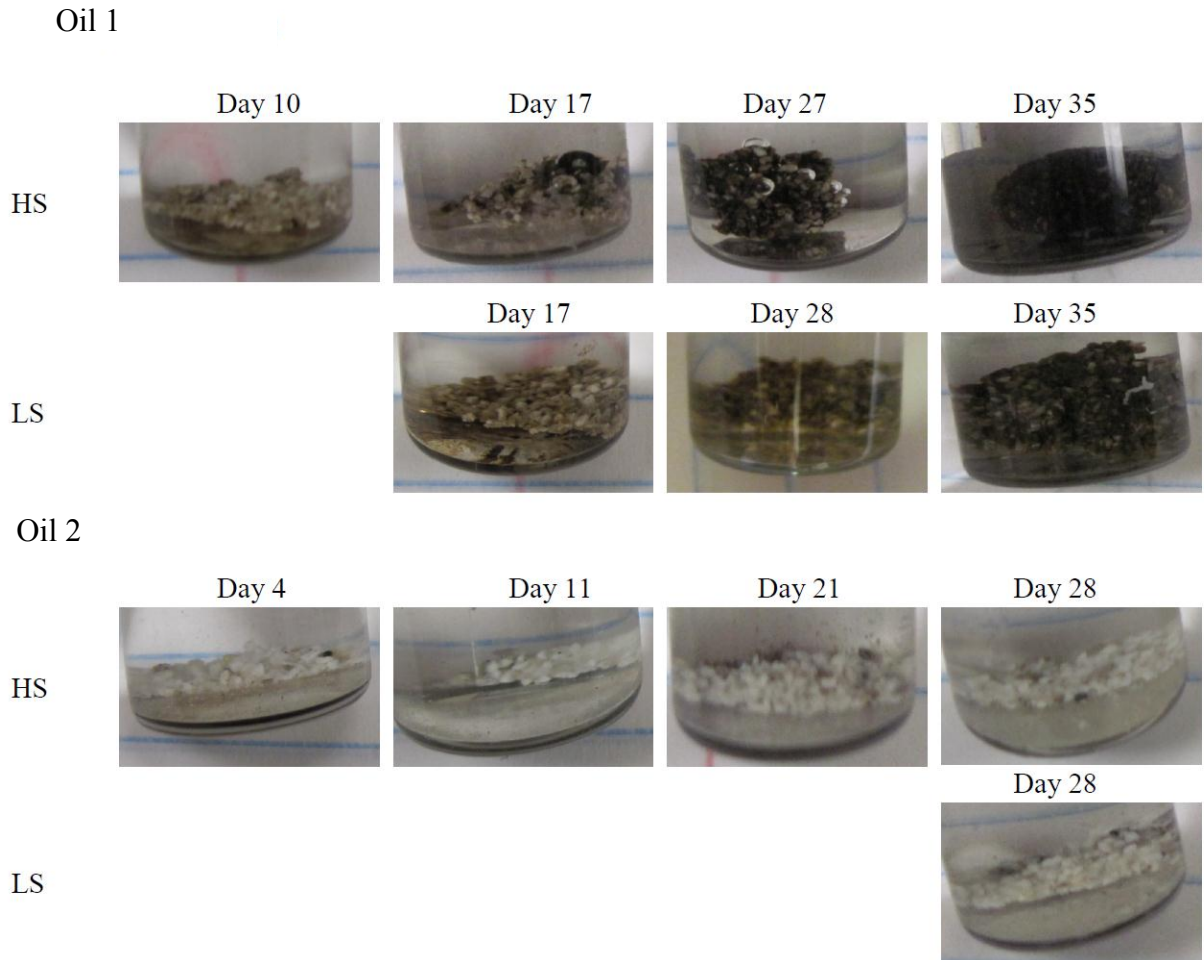 Oil 1
Day 10 Day 17 Day 27 Day 35
HS
Day 17 Day 28 Day 35
LS
Oil 2
Day 4 Day 11 Day 21 Day 28
HS
Day 28
LS